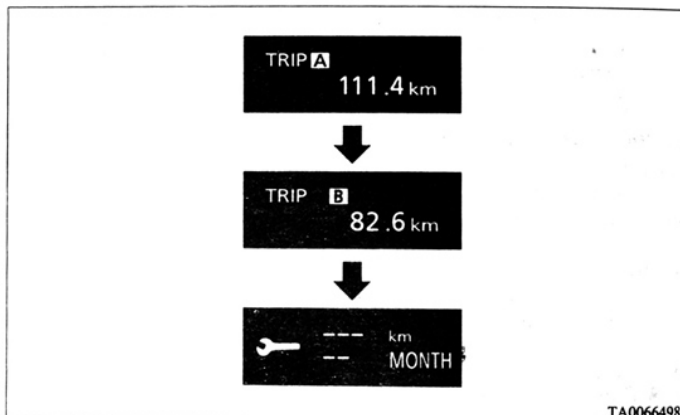 TRIP A
111.4 km
TRIP B
82.6 km
--- km
-- MONTH
TA0066498